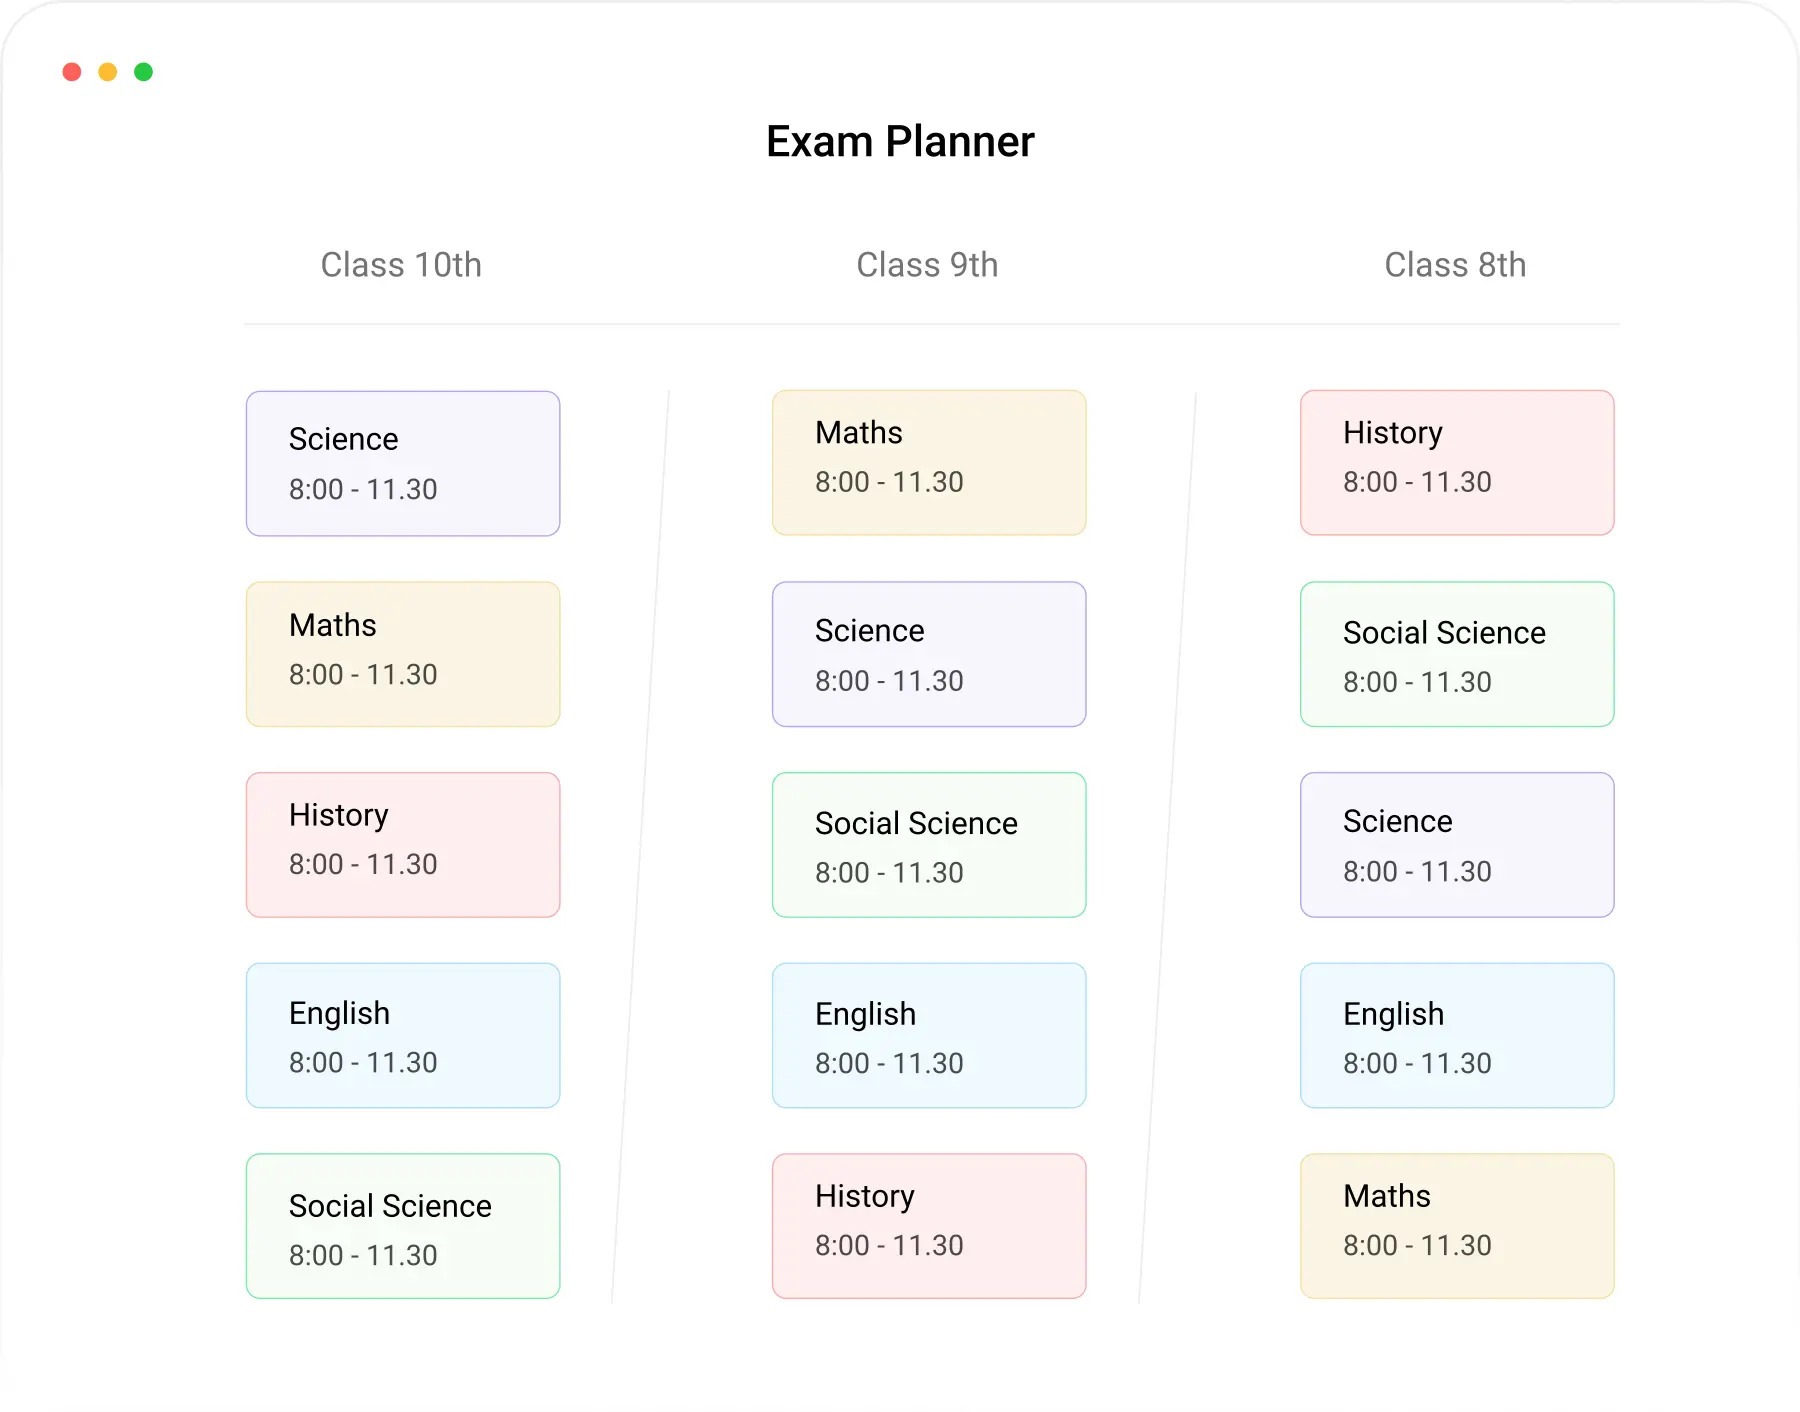 Exam Planner
Class 10th
Class 9th
Class 8th
Science
8:00 - 11.30
Maths
8:00 - 11.30
History
8:00 - 11.30
Maths
8:00 - 11.30
Science
8:00 - 11.30
Social Science
8:00 - 11.30
History
8:00 - 11.30
Social Science
8:00 - 11.30
Science
8:00 - 11.30
English
8:00 - 11.30
English
8:00 - 11.30
English
8:00 - 11.30
Social Science
8:00 - 11.30
History
8:00 - 11.30
Maths
8:00 - 11.30